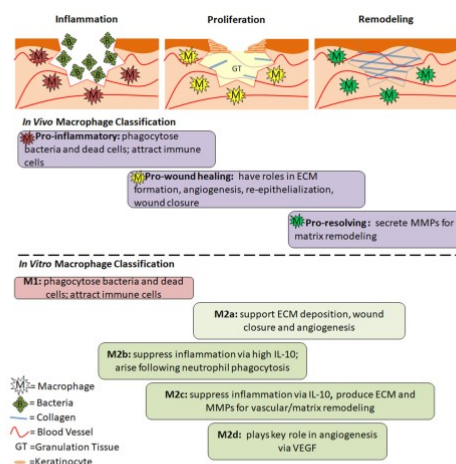 Inflammation
Proliferation
Remodeling
B
B
B
B
B
B
M
M
M
M
M
M
M
M
M
M
GT
M
M
M
M
In Vivo Macrophage Classification
M Pro-inflammatory: phagocytose
bacteria and dead cells; attract immune
cells
M Pro-wound healing: have roles in ECM
formation, angiogenesis, re-epithelialization,
wound closure
M Pro-resolving: secrete MMPs for
matrix remodeling
In Vitro Macrophage Classification
M1: phagocytose bacteria and dead
cells; attract immune cells
M2a: support ECM deposition, wound
closure and angiogenesis
M2b: suppress inflammation via high IL-10;
arise following neutrophil phagocytosis
M2c: suppress inflammation via IL-10, produce ECM and
MMPs for vascular/matrix remodeling
M2d: plays key role in angiogenesis
via VEGF
M = Macrophage
B = Bacteria
= Collagen
= Blood Vessel
GT =Granulation Tissue
= Keratinocyte